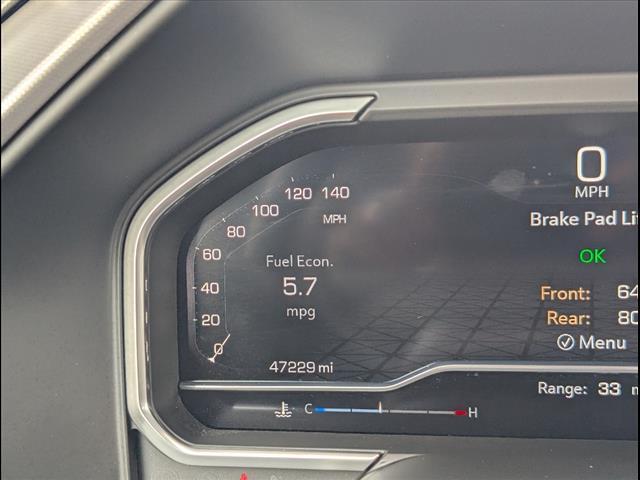 0
MPH
120 140
100
MPH
80
Brake Pad
60
Fuel Econ.
OK
40
5.7
Front: 64
20
mpg
Rear: 80
0
Menu
47229 mi
Range: 33
C H